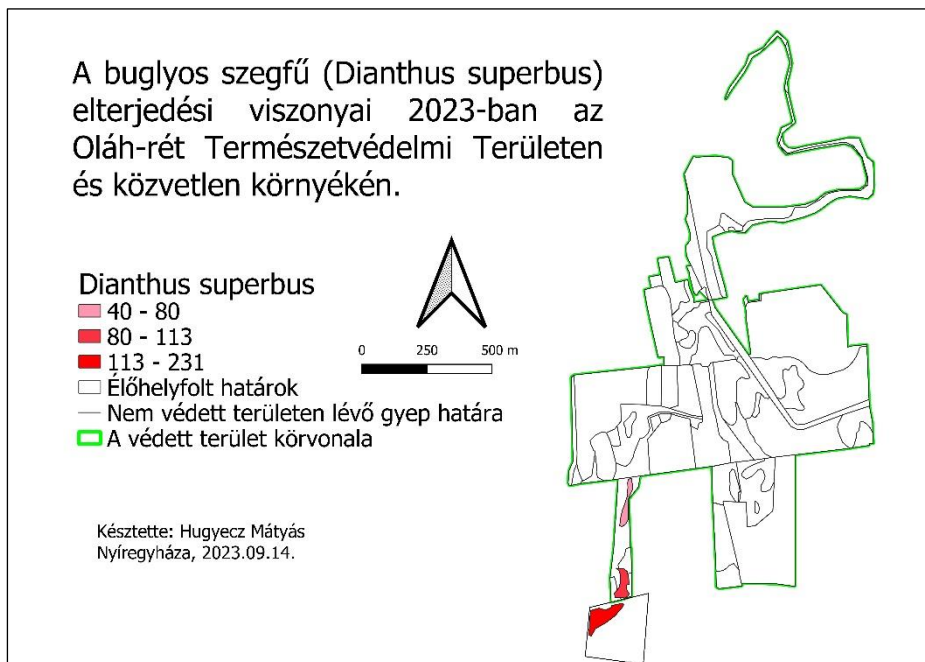 A buglyos szegfű (Dianthus superbus)
elterjedési viszonyai 2023-ban az
Oláh-rét Természetvédelmi Területen
és közvetlen környékén.
Dianthus superbus
40 - 80
80 - 113
113 - 231
Élőhelyfolt határok
Nem védett területen lévő gyep határa
A védett terület körvonala
0 250 500 m
Késztette: Hugyecz Mátyás
Nyíregyháza, 2023.09.14.